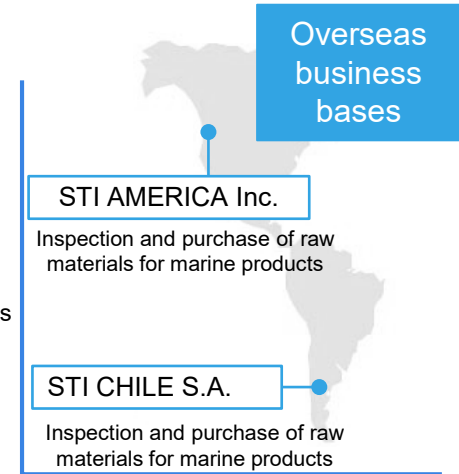 Overseas
business
bases
STI AMERICA Inc.
Inspection and purchase of raw
materials for marine products
s
STI CHILE S.A.
Inspection and purchase of raw
materials for marine products